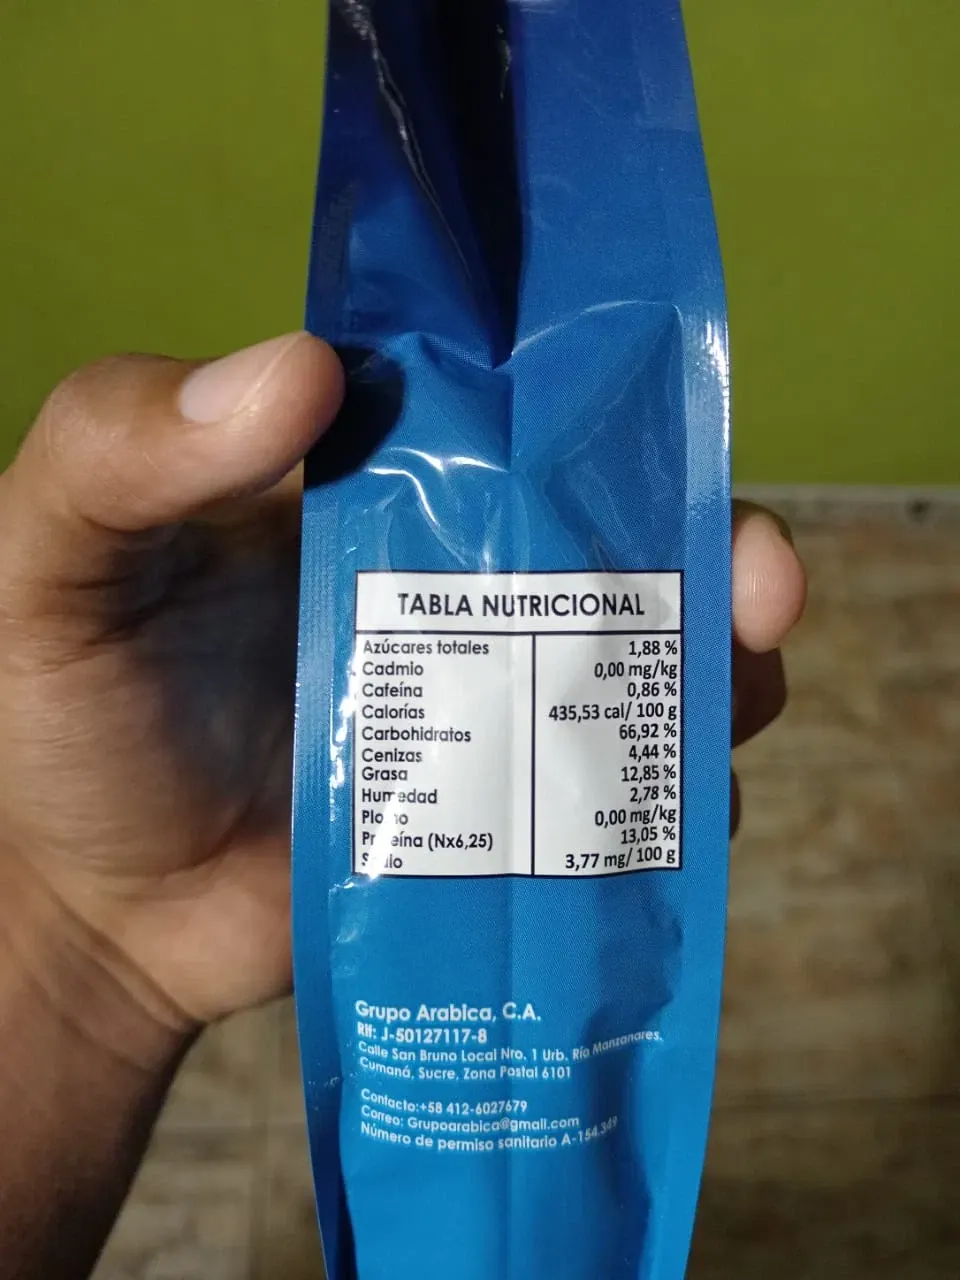 TABLA NUTRICIONAL
Azúcares totales 1,88 %
Cadmio 0,00 mg/kg
Cafeína 0,86 %
Calorías 435,53 cal/ 100 g
Carbohidratos 66,92 %
Cenizas 4,44 %
Grasa 12,85 %
Humedad 2,78 %
0,00 mg/kg
(Nx6,25) 13,05 %
3,77 mg/ 100 g
Grupo Arabica, C.A.
Rif: J-50127117-8
Calle San Bruno Local Nro. 1 Urb. Río Manzanares.
Cumaná, Sucre, Zona Postal 6101
Contacto:+58 412-6027679
Correo: Grupoarabica@gmail.com
Número de permiso sanitario A-154.349